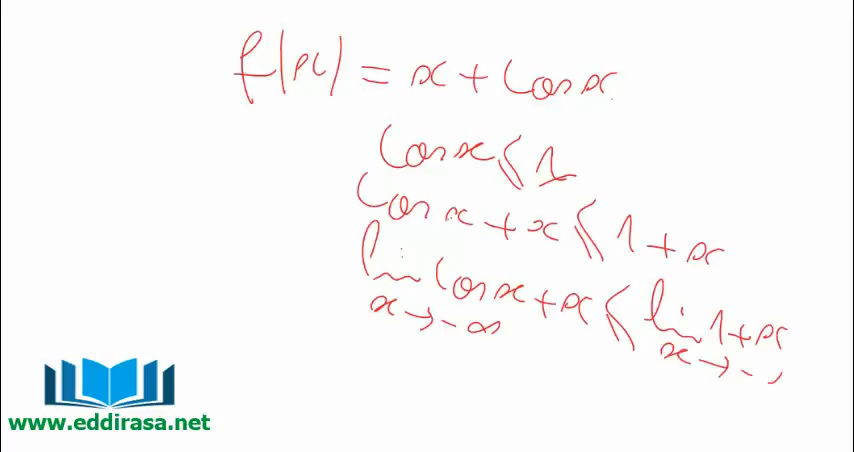 f(x) = x + cos x
cos x ≤ 1
cos x + x ≤ 1 + x
lim cos x + x ≤ lim 1 + x
x → -∞ x → -
www.eddirasa.net